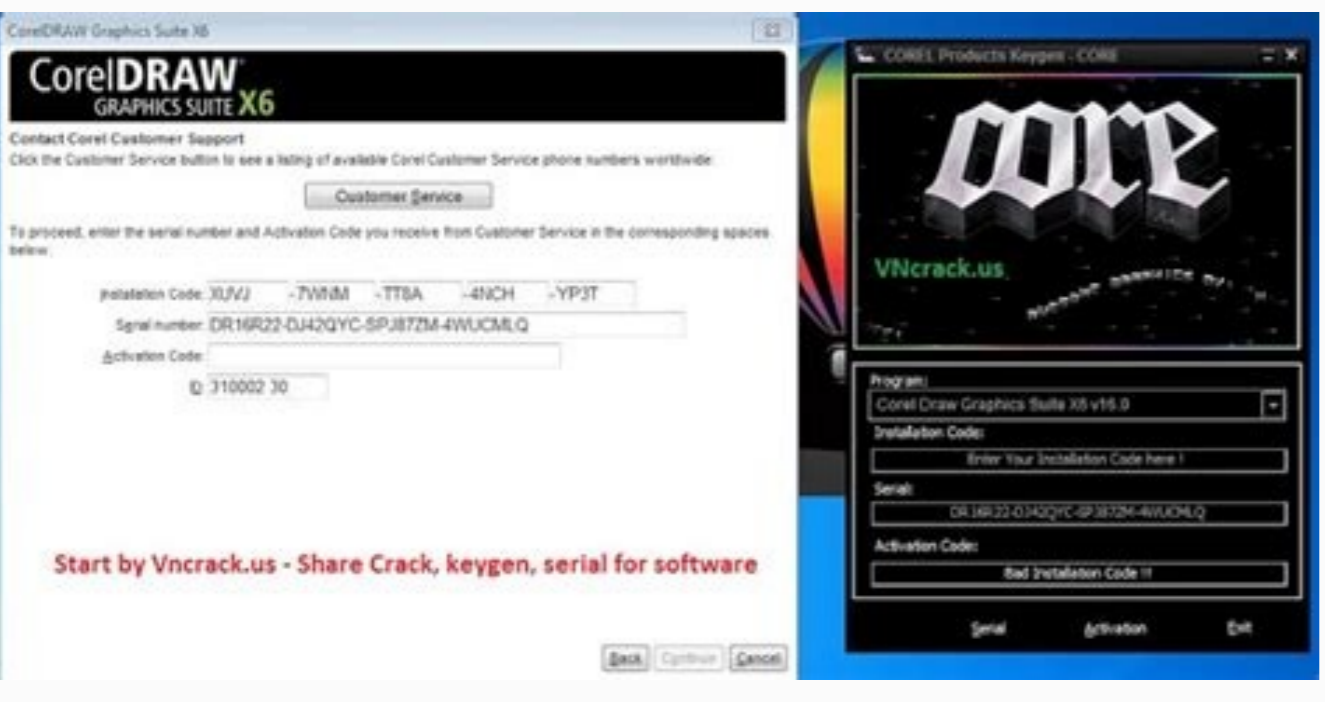 CorelDRAW Graphics Suite X6
CorelDRAW
GRAPHICS SUITE X6
Contact Corel Customer Support
Click the Customer Service button to see a listing of available Corel Customer Service phone numbers worldwide.
Customer Service
To proceed, enter the serial number and Activation Code you receive from Customer Service in the corresponding spaces
below.
Installation Code: XUVJ -7WNM -TT8A -4NCH -YP3T
Serial number: DR16R22-DJ42QYC-SPJ87ZM-4WUCMLQ
Activation Code:
ID: 310002 30
Start by Vncrack.us - Share Crack, keygen, serial for software
Back Continue Cancel
COREL Products Keygen - CORE
core
VNcrack.us
Program:
Corel Draw Graphics Suite X6 v16.0
Installation Code:
Enter Your Installation Code here !
Serial:
DR16R22-DJ42QYC-SPJ87ZM-4WUCMLQ
Activation Code:
Bad Installation Code !!
Serial Activation Exit